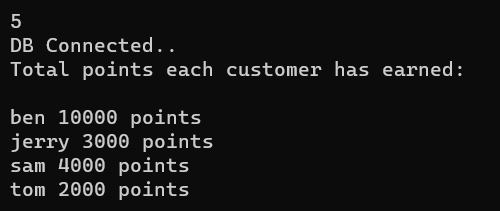 5
DB Connected..
Total points each customer has earned:
ben 10000 points
jerry 3000 points
sam 4000 points
tom 2000 points